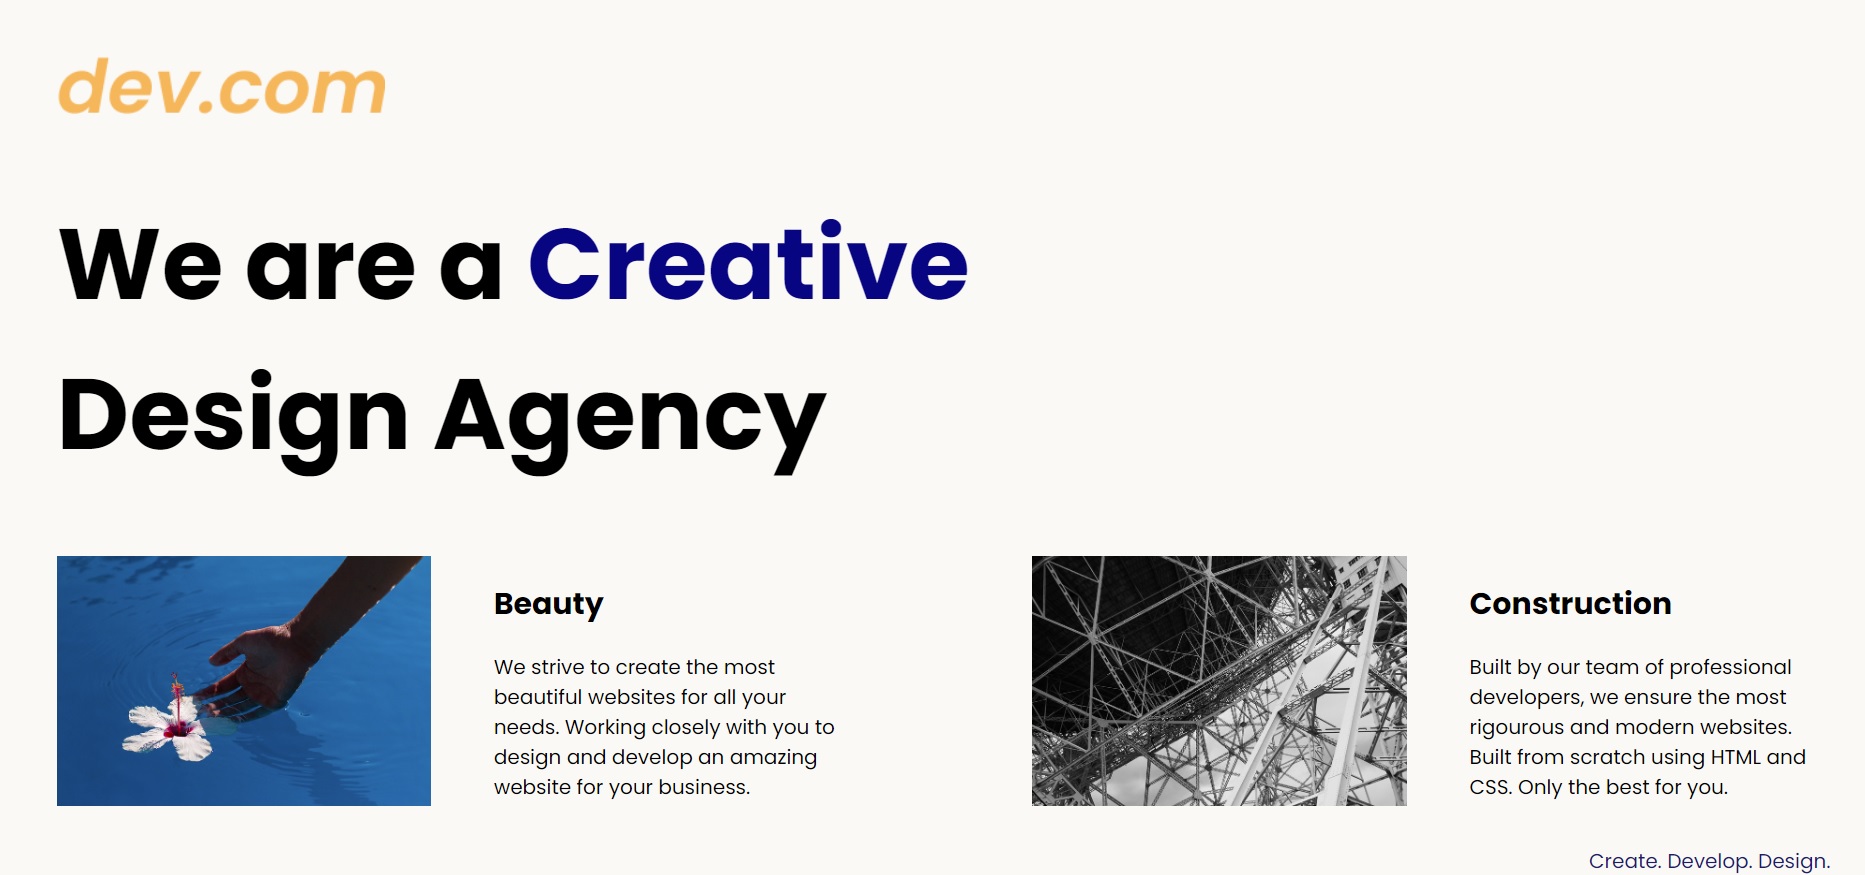 dev.com
We are a Creative
Design Agency
Beauty
We strive to create the most
beautiful websites for all your
needs. Working closely with you to
design and develop an amazing
website for your business.
Construction
Built by our team of professional
developers, we ensure the most
rigourous and modern websites.
Built from scratch using HTML and
CSS. Only the best for you.
Create. Develop. Design.